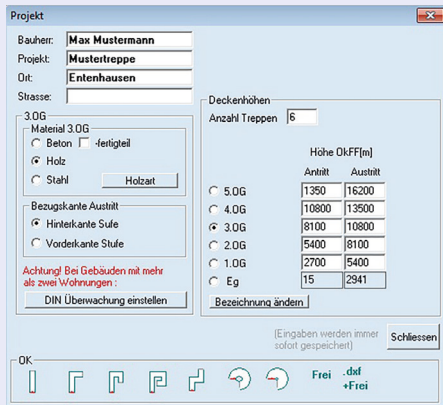 Projekt
Bauherr: Max Mustermann
Projekt: Mustertreppe
Ort: Entenhausen
Strasse:
3.OG
Material 3.OG
Beton -fertigteil
Holz
Stahl Holzart
Bezugskante Austritt
Hinterkante Sufe
Vorderkante Stufe
Achtung! Bei Gebäuden mit mehr
als zwei Wohnungen :
DIN Überwachung einstellen
Deckenhöhen
Anzahl Treppen 6
Höhe OkFF[m]
Antritt Austritt
5.OG 1350 16200
4.OG 10800 13500
3.OG 8100 10800
2.OG 5400 8100
1.OG 2700 5400
Eg 15 2941
Bezeichnung ändern
(Eingaben werden immer
sofort gespeichert)
Schliessen
OK
Frei .dxf
+Frei